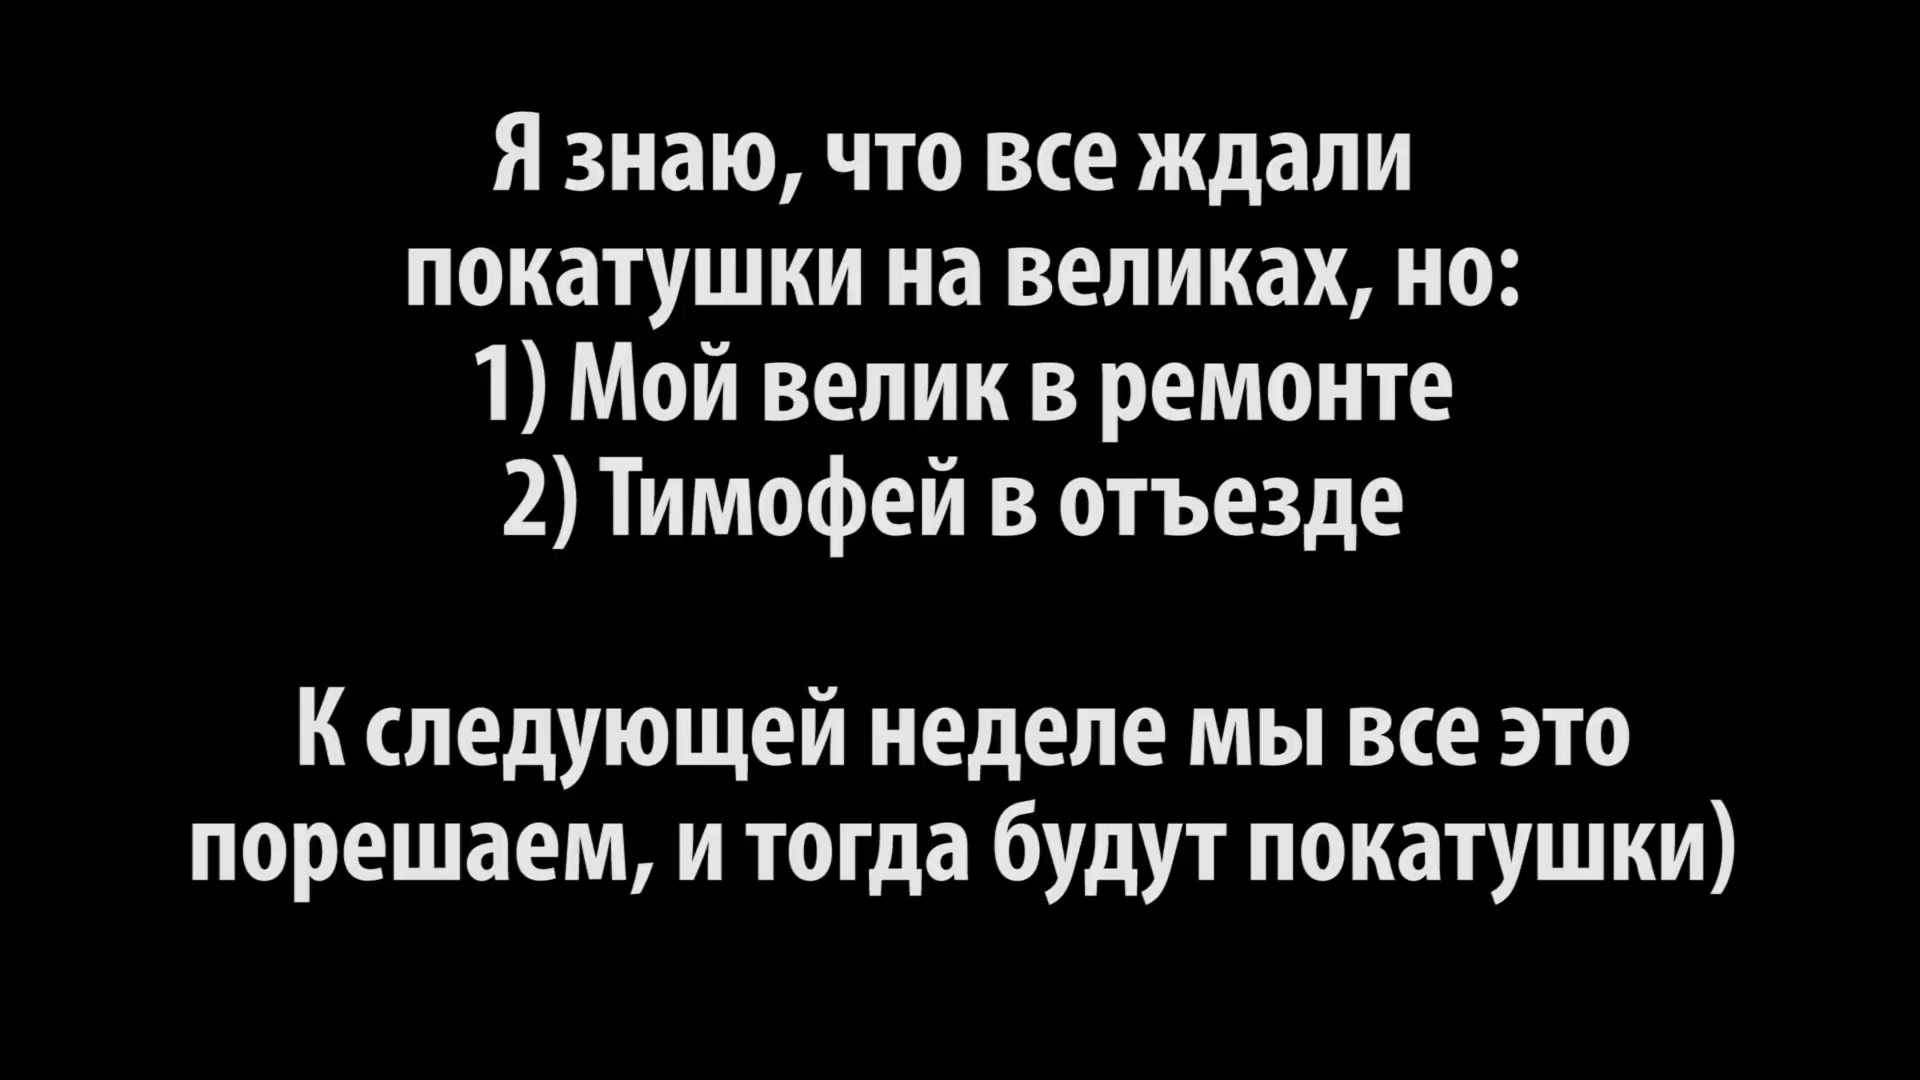 Я знаю, что все ждали
покатушки на великах, но:
1) Мой велик в ремонте
2) Тимофей в отъезде
К следующей неделе мы все это
порешаем, и тогда будут покатушки)